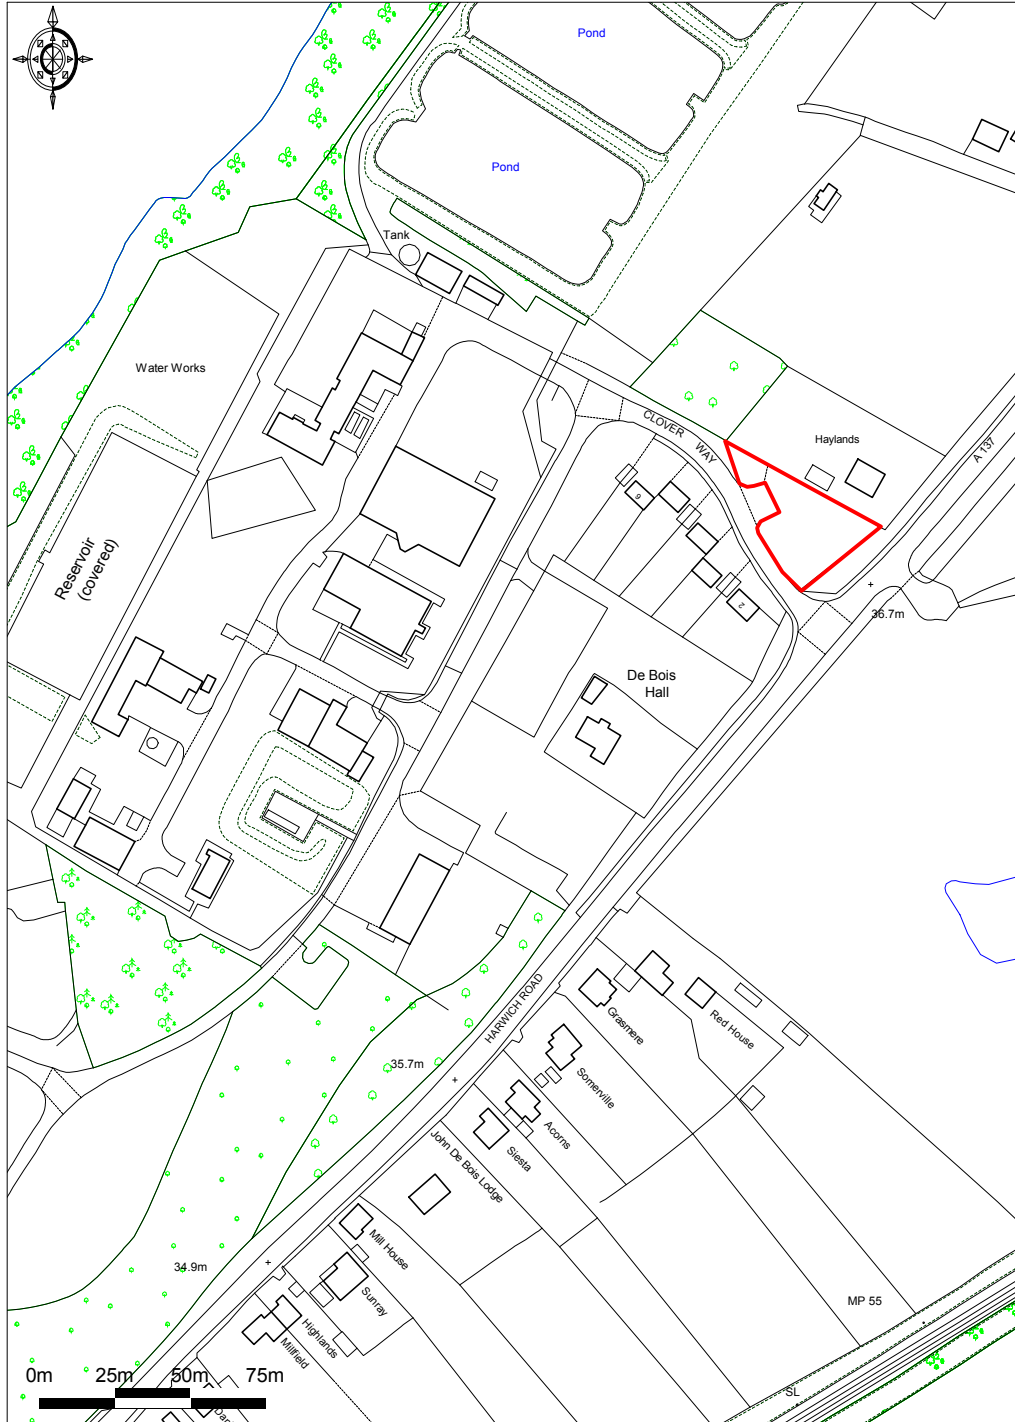 Pond
Pond
Tank
Water Works
CLOVER WAY
Haylands
A 137
Reservoir
(covered)
6
2
36.7m
De Bois
Hall
HARWICH ROAD
Red House
Grasmere
35.7m
Somerville
Acorns
Siesta
John De Bois Lodge
Mill House
34.9m
Sunray
MP 55
Highlands
Millfield
0m 25m 50m 75m
SL